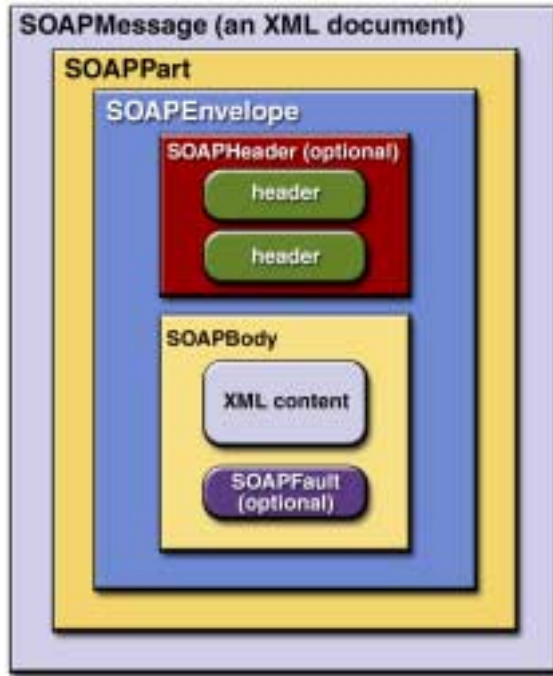 SOAPMessage (an XML document)
SOAPPart
SOAPEnvelope
SOAPHeader (optional)
header
header
SOAPBody
XML content
SOAPFault
(optional)